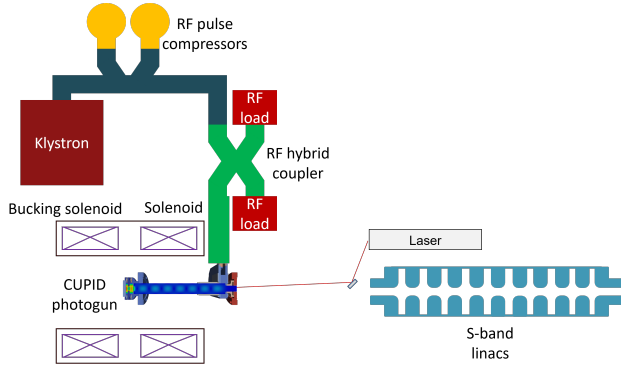 RF pulse
compressors
Klystron
RF
load
RF hybrid
coupler
RF
load
Bucking solenoid
Solenoid
Laser
CUPID
photogun
S-band
linacs